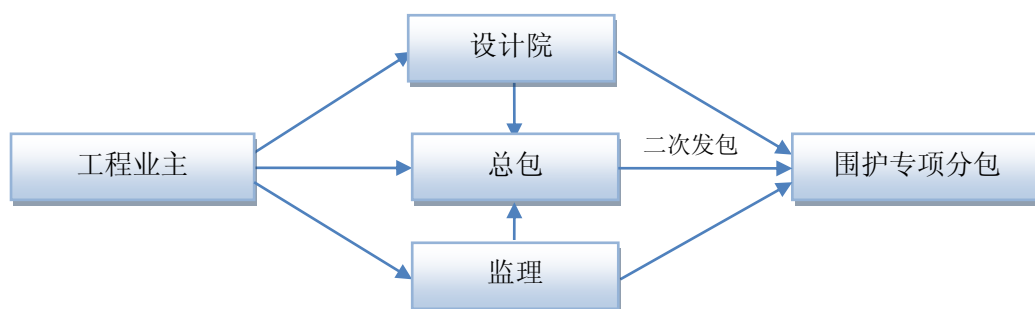 设计院
二次发包
工程业主
总包
围护专项分包
监理